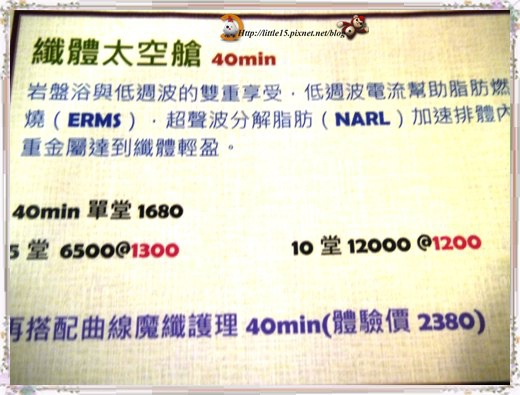 Http://little15.pixnet.net/blog
纖體太空艙 40min
岩盤浴與低週波的雙重享受，低週波電流幫助脂肪燃
燒（ERMS），超聲波分解脂肪（NARL）加速排體內
重金屬達到纖體輕盈。
40min 單堂 1680
5 堂 6500@1300 10 堂 12000 @1200
再搭配曲線魔纖護理 40min(體驗價 2380)